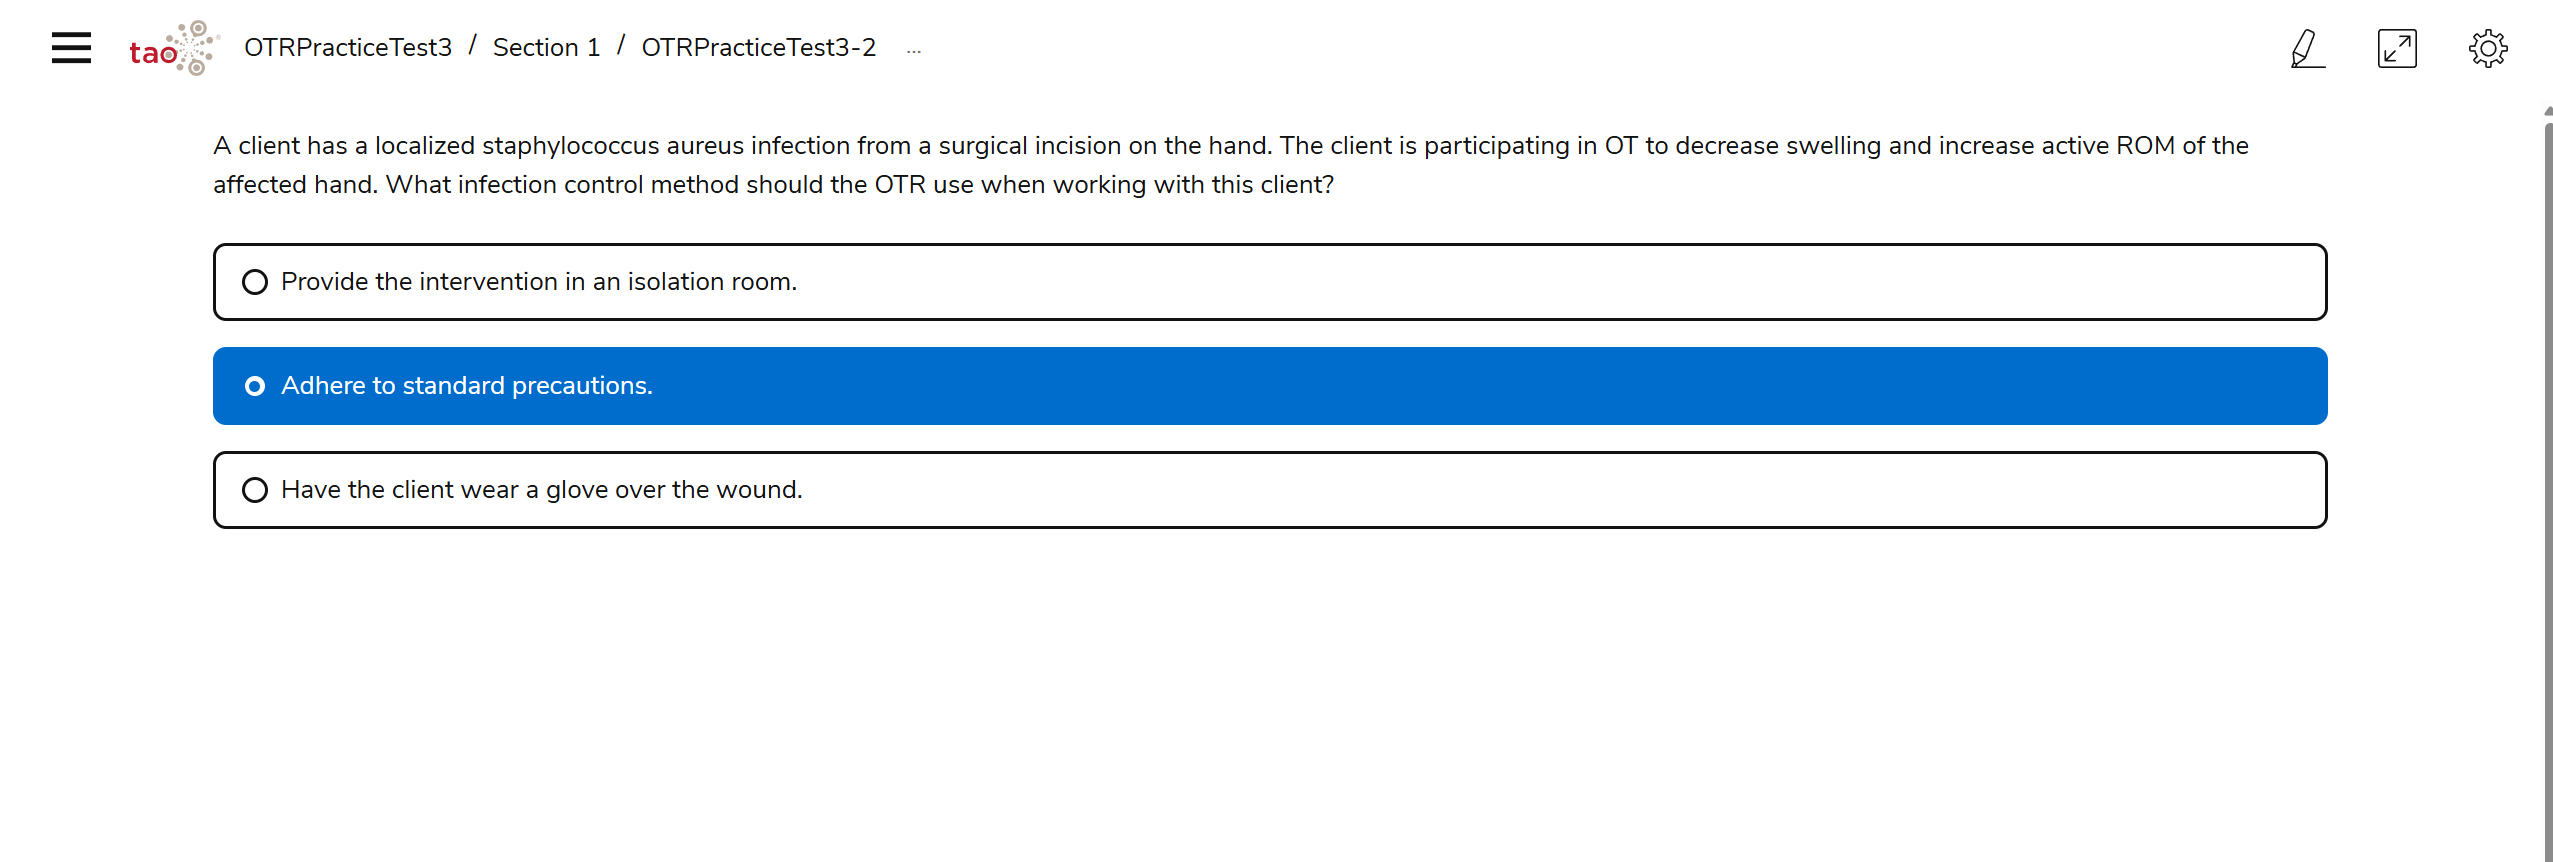 tao
OTRPracticeTest3 / Section 1 / OTRPracticeTest3-2 ...
A client has a localized staphylococcus aureus infection from a surgical incision on the hand. The client is participating in OT to decrease swelling and increase active ROM of the
affected hand. What infection control method should the OTR use when working with this client?
Provide the intervention in an isolation room.
Adhere to standard precautions.
Have the client wear a glove over the wound.